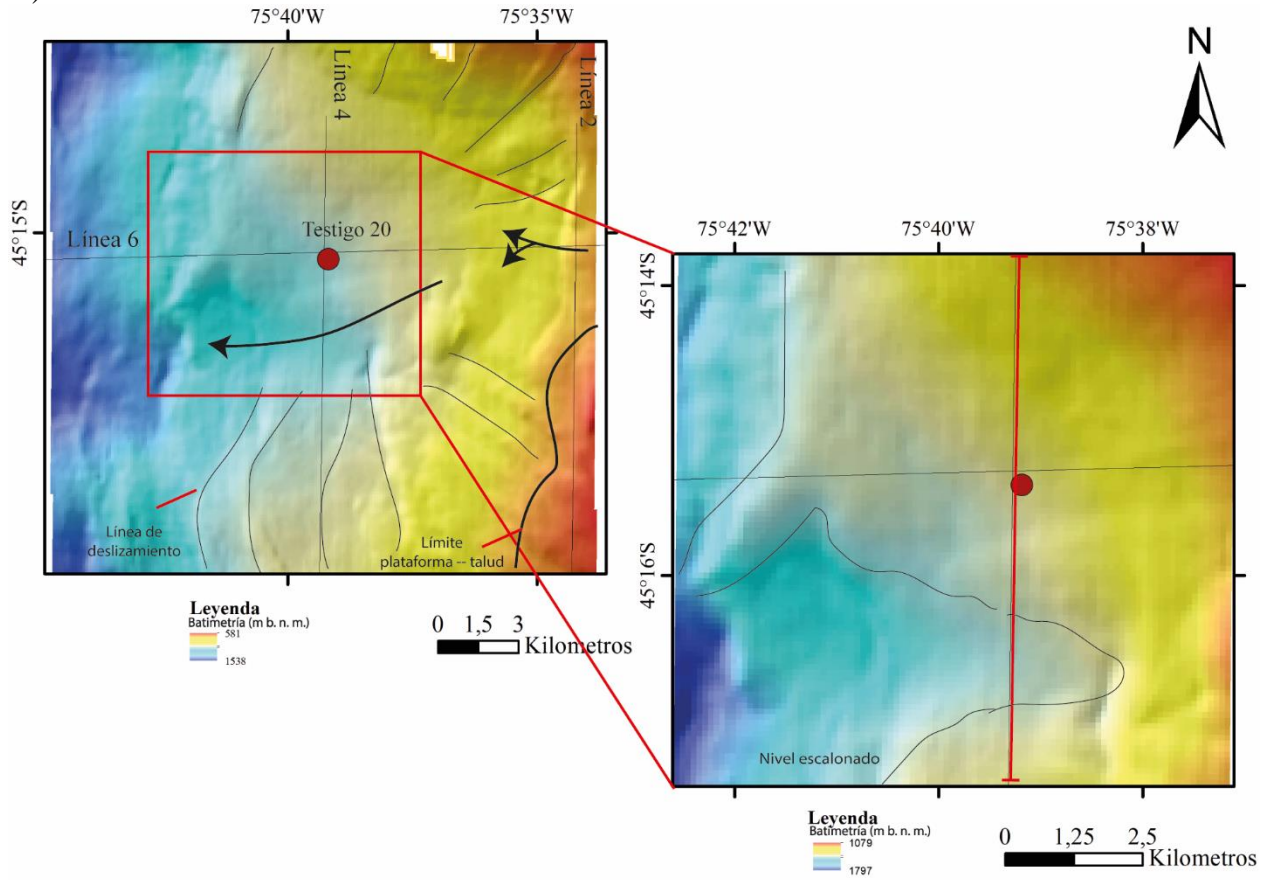 75°40'W
75°35'W
45°15'S
Línea 4
Línea 2
Línea 6
Testigo 20
Línea de
deslizamiento
Límite
plataforma -- talud
Leyenda
Batimetría (m b. n. m.)
581
1538
0 1,5 3
Kilometros
N
75°42'W
75°40'W
75°38'W
45°14'S
45°16'S
Nivel escalonado
Leyenda
Batimetría (m b. n. m.)
1079
1797
0 1,25 2,5
Kilometros